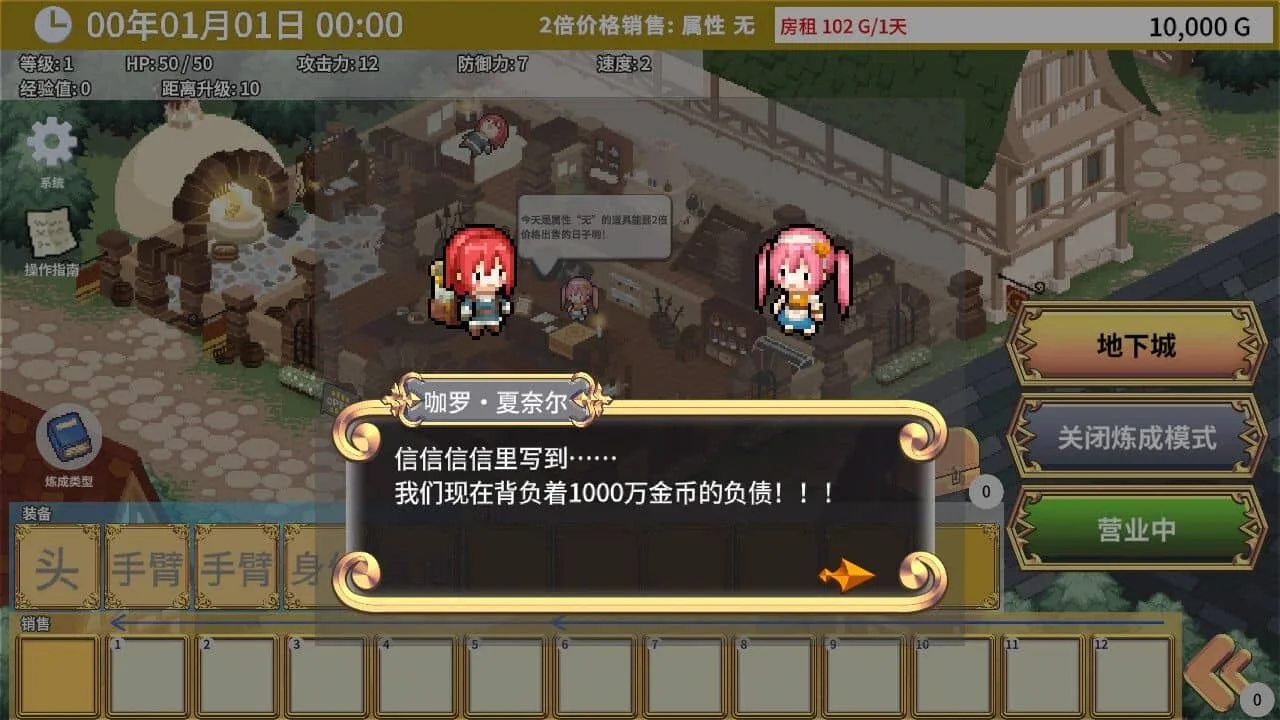 00年01月01日 00:00
2倍价格销售: 属性 无
房租 102 G/1天
10,000 G
等级: 1
HP: 50 / 50
攻击力: 12
防御力: 7
速度: 2
经验值: 0
距离升级: 10
系统
操作指南
今天是属性“无”的道具能翻2倍
价格出售的日子哟!
地下城
关闭炼成模式
营业中
咖罗·夏奈尔
信信信信里写到……
我们现在背负着1000万金币的负债！！！
炼成类型
0
装备
头
手臂
手臂
销售
1
2
3
4
5
6
7
8
9
10
11
12
0